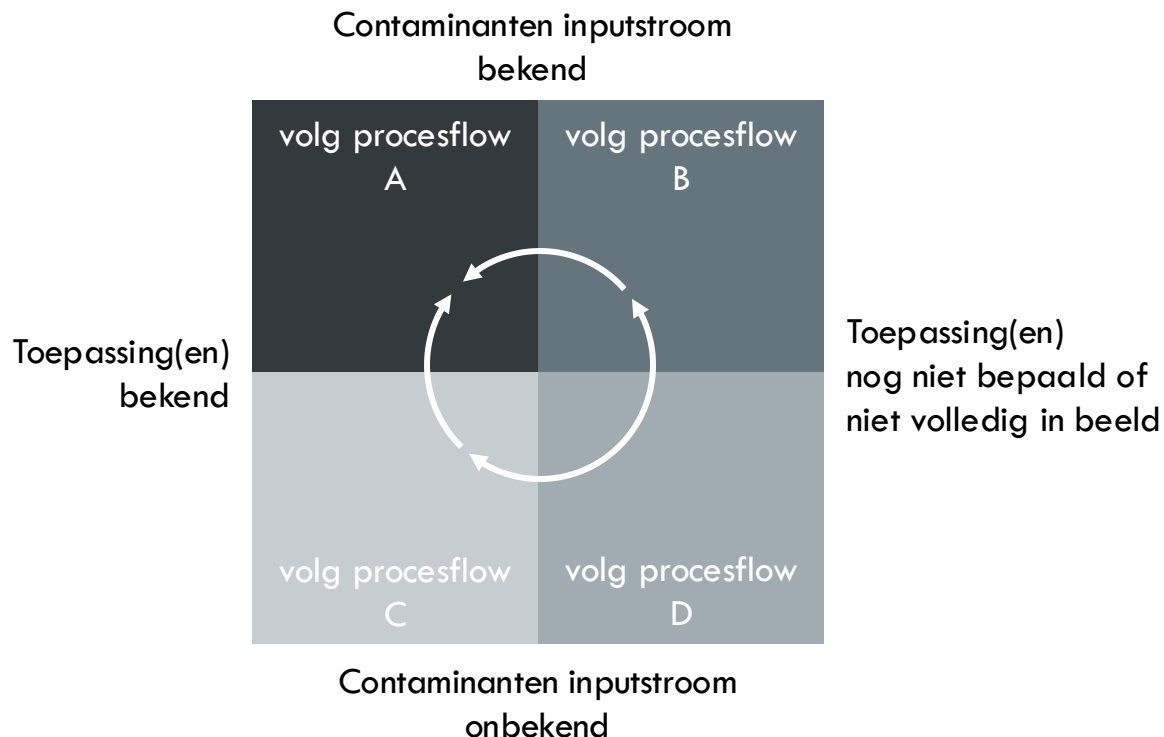 Contaminanten inputstroom
bekend
volg procesflow
A
volg procesflow
B
Toepassing(en)
bekend
Toepassing(en)
nog niet bepaald of
niet volledig in beeld
volg procesflow
C
volg procesflow
D
Contaminanten inputstroom
onbekend